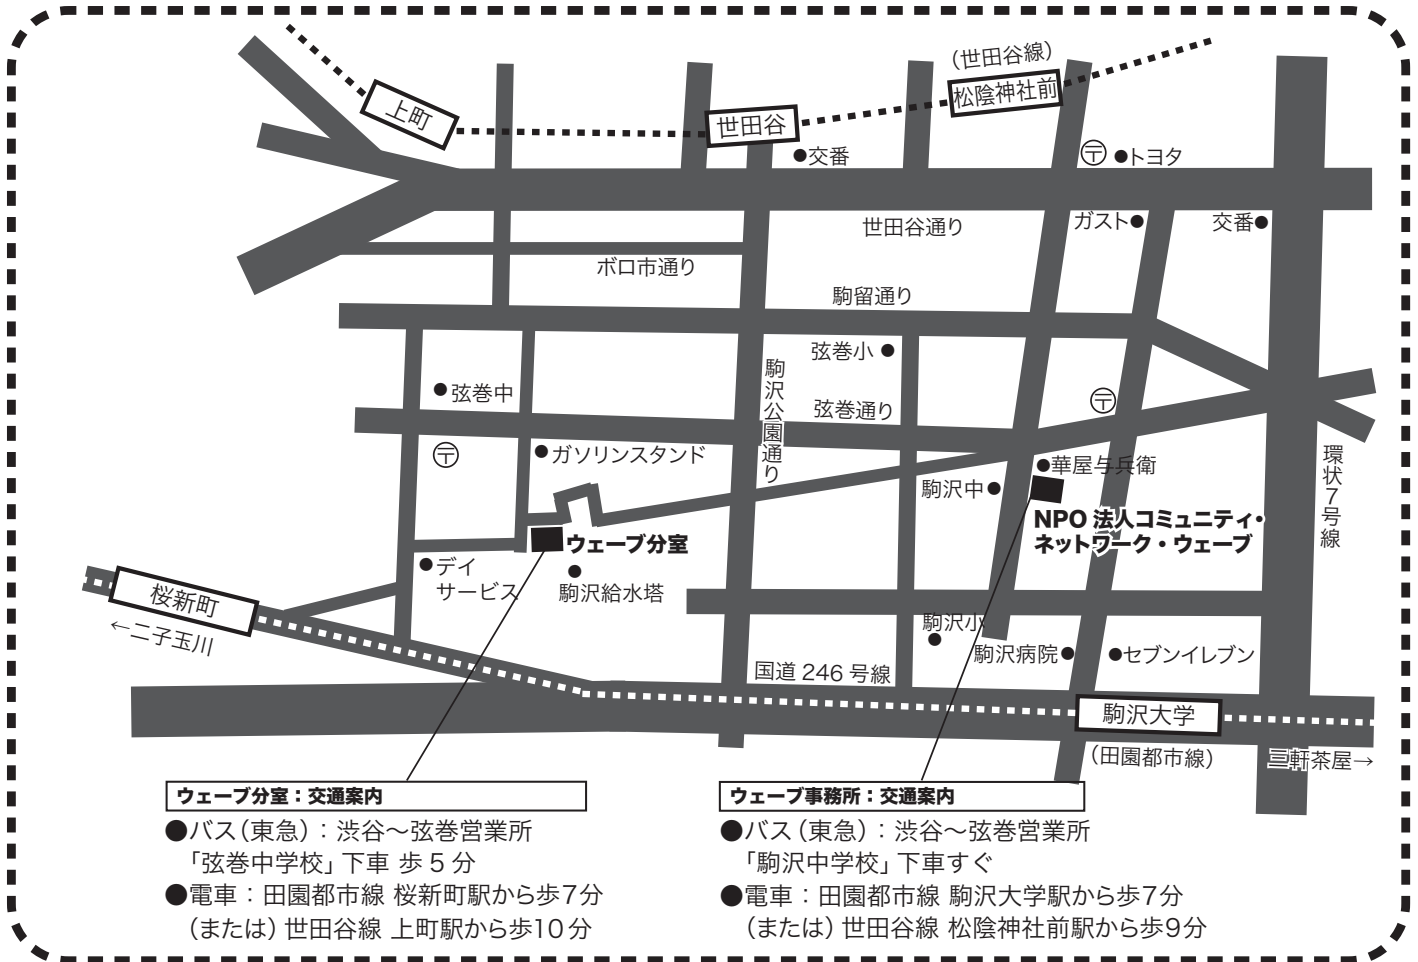 (世田谷線)
上町
世田谷
松陰神社前
●交番
〒
●トヨタ
世田谷通り
ガスト●
交番●
ボロ市通り
駒留通り
弦巻小 ●
駒沢公園通り
●弦巻中
弦巻通り
〒
〒
●ガソリンスタンド
●華屋与兵衛
駒沢中●
環状7号線
NPO 法人コミュニティ・
ネットワーク・ウェーブ
ウェーブ分室
●デイ
サービス
●
駒沢給水塔
桜新町
←二子玉川
駒沢小
●
駒沢病院●
●セブンイレブン
国道 246 号線
駒沢大学
(田園都市線)
三軒茶屋→
ウェーブ分室：交通案内
●バス(東急)：渋谷〜弦巻営業所
「弦巻中学校」下車 歩 5 分
●電車：田園都市線 桜新町駅から歩7分
(または) 世田谷線 上町駅から歩10分
ウェーブ事務所：交通案内
●バス(東急)：渋谷〜弦巻営業所
「駒沢中学校」下車すぐ
●電車：田園都市線 駒沢大学駅から歩7分
(または) 世田谷線 松陰神社前駅から歩9分